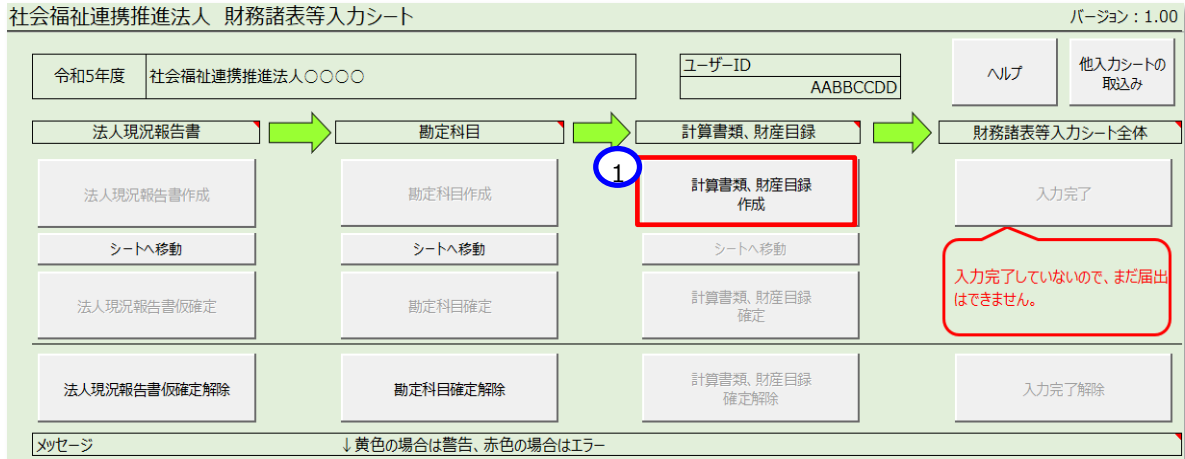 社会福祉連携推進法人 財務諸表等入力シート
バージョン：1.00
令和5年度
社会福祉連携推進法人○○○○
ユーザーID
AABBCCDD
ヘルプ
他入力シートの
取込み
法人現況報告書
勘定科目
計算書類、財産目録
財務諸表等入力シート全体
1
法人現況報告書作成
勘定科目作成
計算書類、財産目録
作成
入力完了
シートへ移動
シートへ移動
シートへ移動
入力完了していないので、まだ届出
はできません。
法人現況報告書仮確定
勘定科目確定
計算書類、財産目録
確定
法人現況報告書仮確定解除
勘定科目確定解除
計算書類、財産目録
確定解除
入力完了解除
メッセージ
↓黄色の場合は警告、赤色の場合はエラー